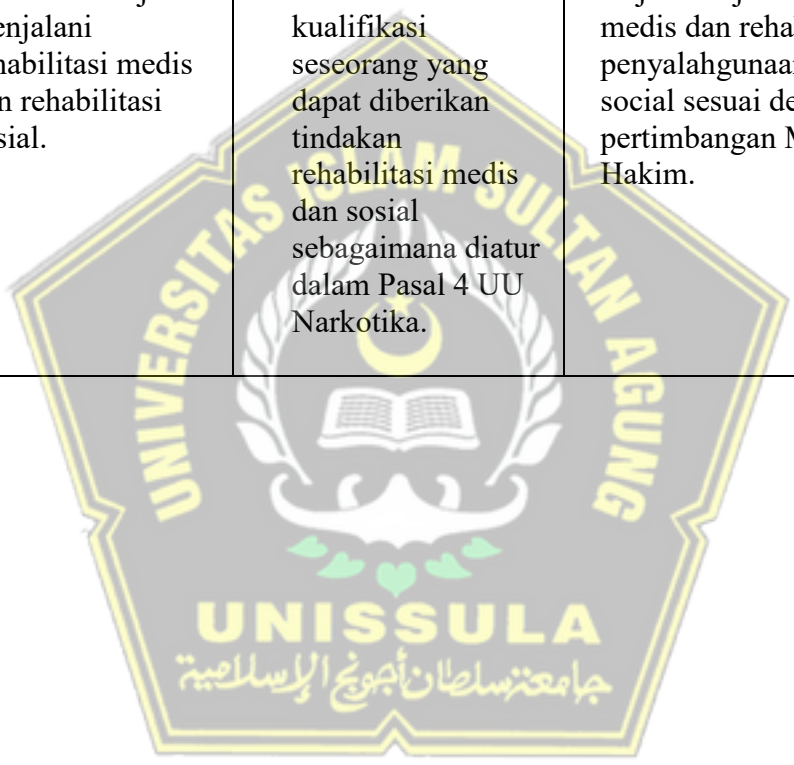 enjalani
habilitasi medis
n rehabilitasi
sial.
kualifikasi
seseorang yang
dapat diberikan
tindakan
rehabilitasi medis
dan sosial
sebagaimana diatur
dalam Pasal 4 UU
Narkotika.
medis dan reha
penyalahgunaan
social sesuai de
pertimbangan M
Hakim.
UNIVERSITAS ISLAM SULTAN AGUNG
UNISSULA
جامعة سلطان أجونج الإسلامية